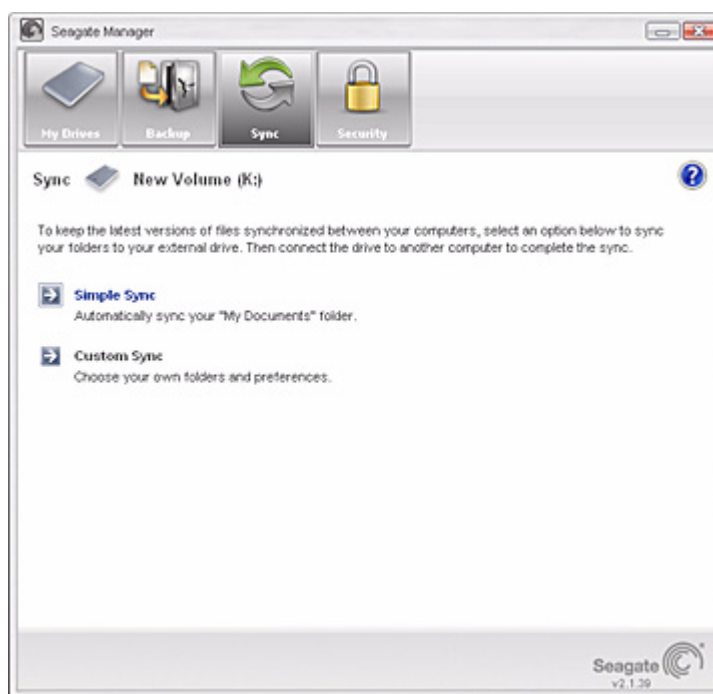 Seagate Manager
My Drives Backup Sync Security
Sync New Volume (K:)
To keep the latest versions of files synchronized between your computers, select an option below to sync
your folders to your external drive. Then connect the drive to another computer to complete the sync.
Simple Sync
Automatically sync your "My Documents" folder.
Custom Sync
Choose your own folders and preferences.
Seagate
v2.1.39